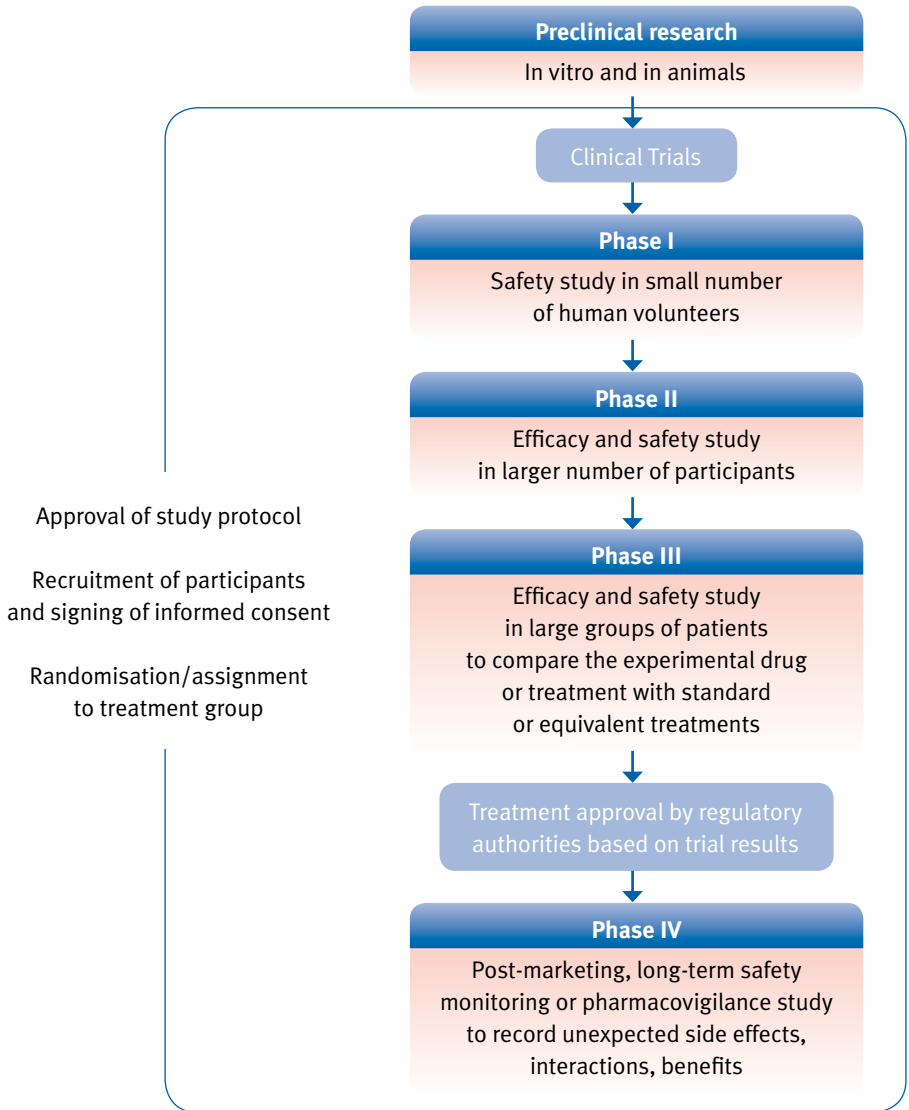 Preclinical research
In vitro and in animals
Clinical Trials
Phase I
Safety study in small number
of human volunteers
Phase II
Efficacy and safety study
in larger number of participants
Approval of study protocol
Recruitment of participants
and signing of informed consent
Randomisation/assignment
to treatment group
Phase III
Efficacy and safety study
in large groups of patients
to compare the experimental drug
or treatment with standard
or equivalent treatments
Treatment approval by regulatory
authorities based on trial results
Phase IV
Post-marketing, long-term safety
monitoring or pharmacovigilance study
to record unexpected side effects,
interactions, benefits